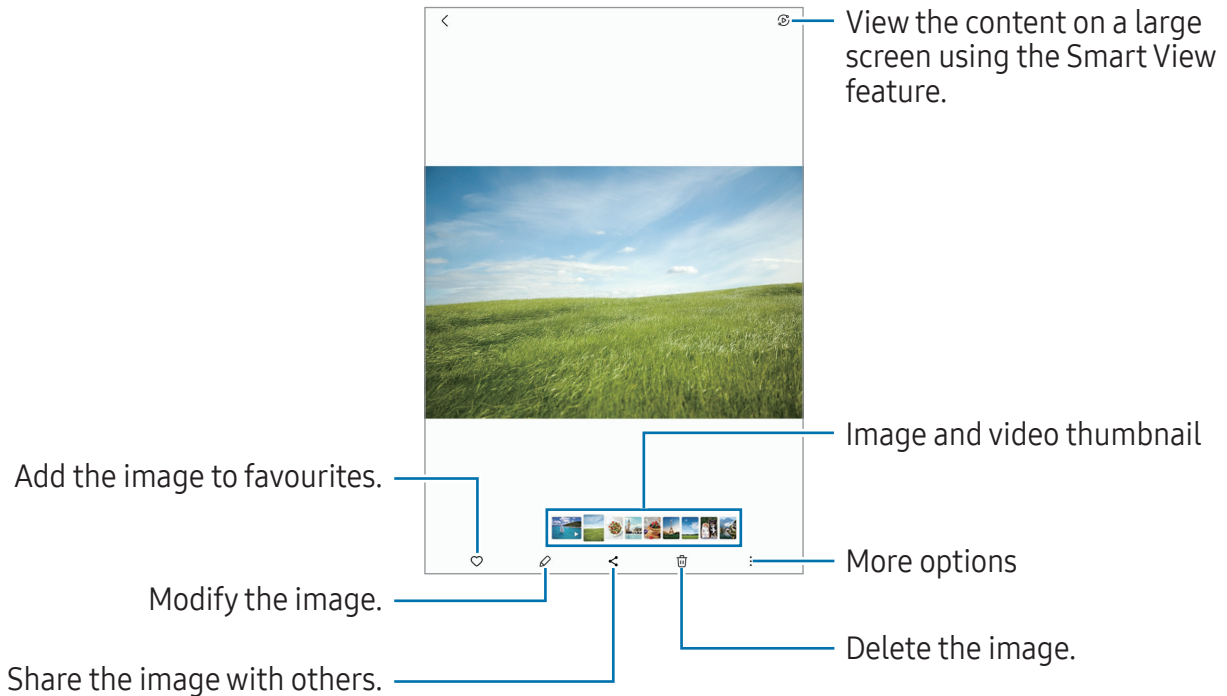 View the content on a large
screen using the Smart View
feature.
Image and video thumbnail
Add the image to favourites.
More options
Modify the image.
Delete the image.
Share the image with others.